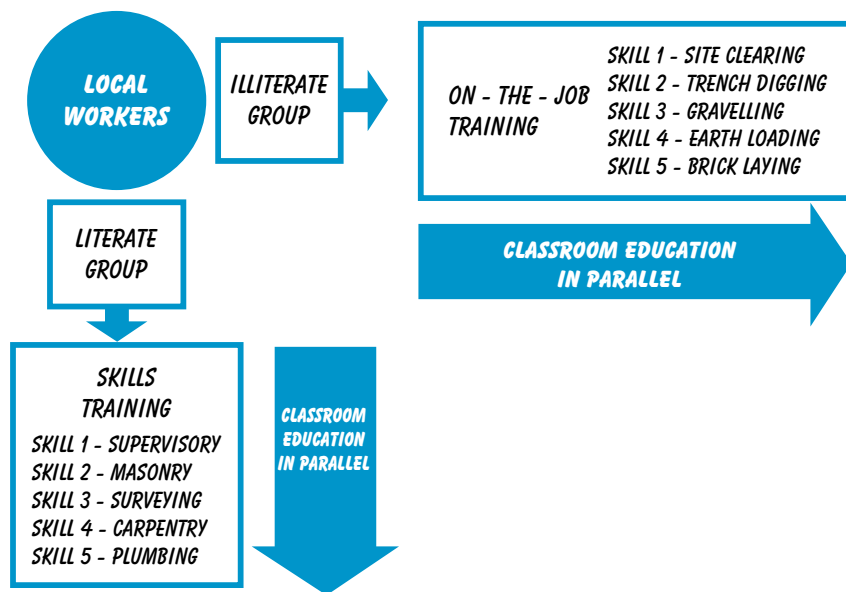 LOCAL
WORKERS
ILLITERATE
GROUP
ON - THE - JOB
TRAINING
SKILL 1 - SITE CLEARING
SKILL 2 - TRENCH DIGGING
SKILL 3 - GRAVELLING
SKILL 4 - EARTH LOADING
SKILL 5 - BRICK LAYING
CLASSROOM EDUCATION
IN PARALLEL
LITERATE
GROUP
SKILLS
TRAINING
SKILL 1 - SUPERVISORY
SKILL 2 - MASONRY
SKILL 3 - SURVEYING
SKILL 4 - CARPENTRY
SKILL 5 - PLUMBING
CLASSROOM
EDUCATION
IN PARALLEL